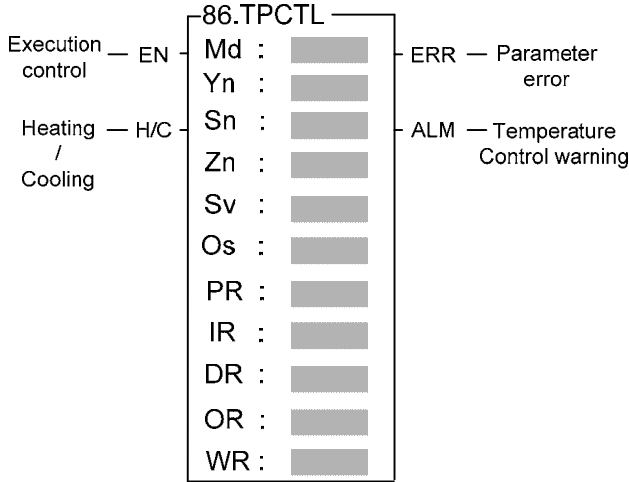 86.TPCTL
Execution
control
EN
Md :
ERR
Parameter
error
Yn :
Heating
/
Cooling
H/C
Sn :
ALM
Temperature
Control warning
Zn :
Sv :
Os :
PR :
IR :
DR :
OR :
WR :